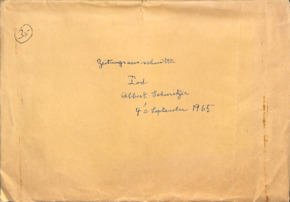 35
Zeitungsausschnitte
Tod
Albert Schweitzer
4 September 1965